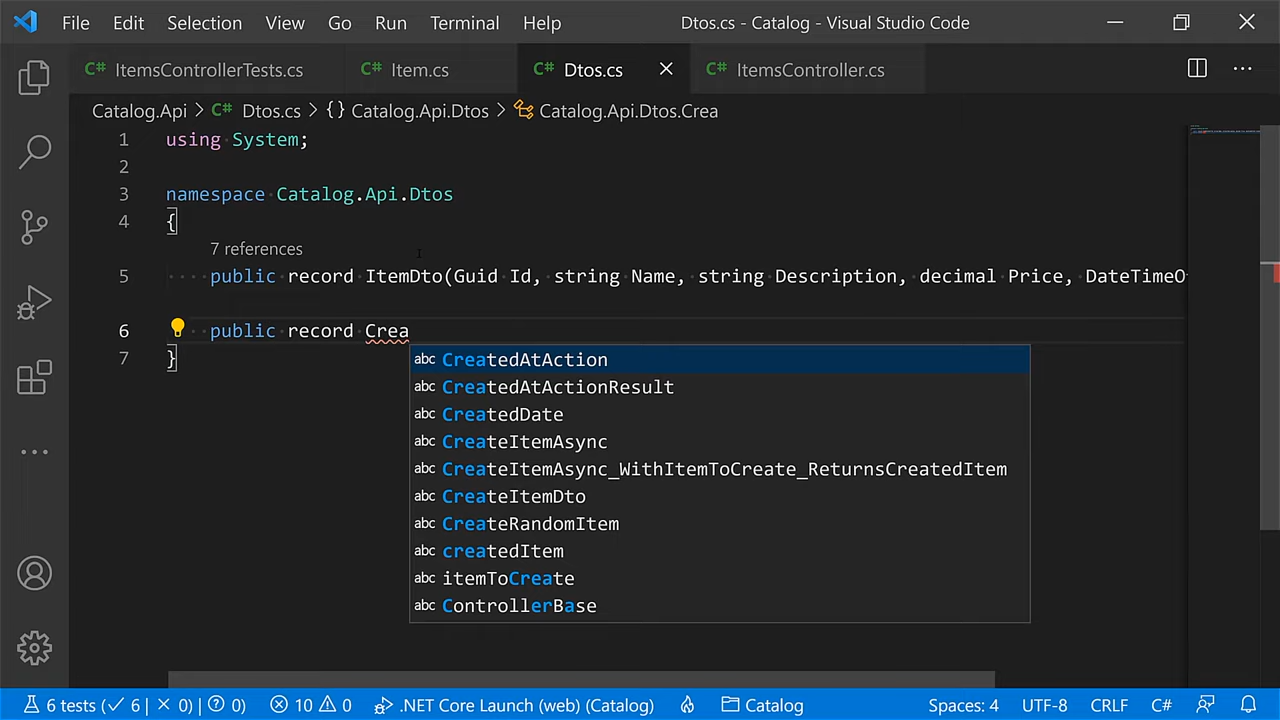 File Edit Selection View Go Run Terminal Help Dtos.cs - Catalog - Visual Studio Code
C# ItemsControllerTests.cs C# Item.cs C# Dtos.cs C# ItemsController.cs
Catalog.Api > C# Dtos.cs > {} Catalog.Api.Dtos > Catalog.Api.Dtos.Crea
1 using System;
2
3 namespace Catalog.Api.Dtos
4 {
7 references
5 public record ItemDto(Guid Id, string Name, string Description, decimal Price, DateTimeO
6 public record Crea
7 }
abc CreatedAtAction
abc CreatedAtActionResult
abc CreatedDate
abc CreateItemAsync
abc CreateItemAsync_WithItemToCreate_ReturnsCreatedItem
abc CreateItemDto
abc CreateRandomItem
abc createdItem
abc itemToCreate
abc ControllerBase
6 tests (✓ 6 | × 0) | ? 0) 10 0 .NET Core Launch (web) (Catalog) Catalog Spaces: 4 UTF-8 CRLF C#